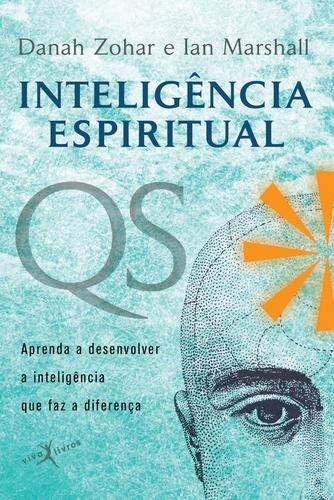 Danah Zohar e Ian Marshall
INTELIGÊNCIA
ESPIRITUAL
QS
Aprenda a desenvolver
a inteligência
que faz a diferença
viva livros